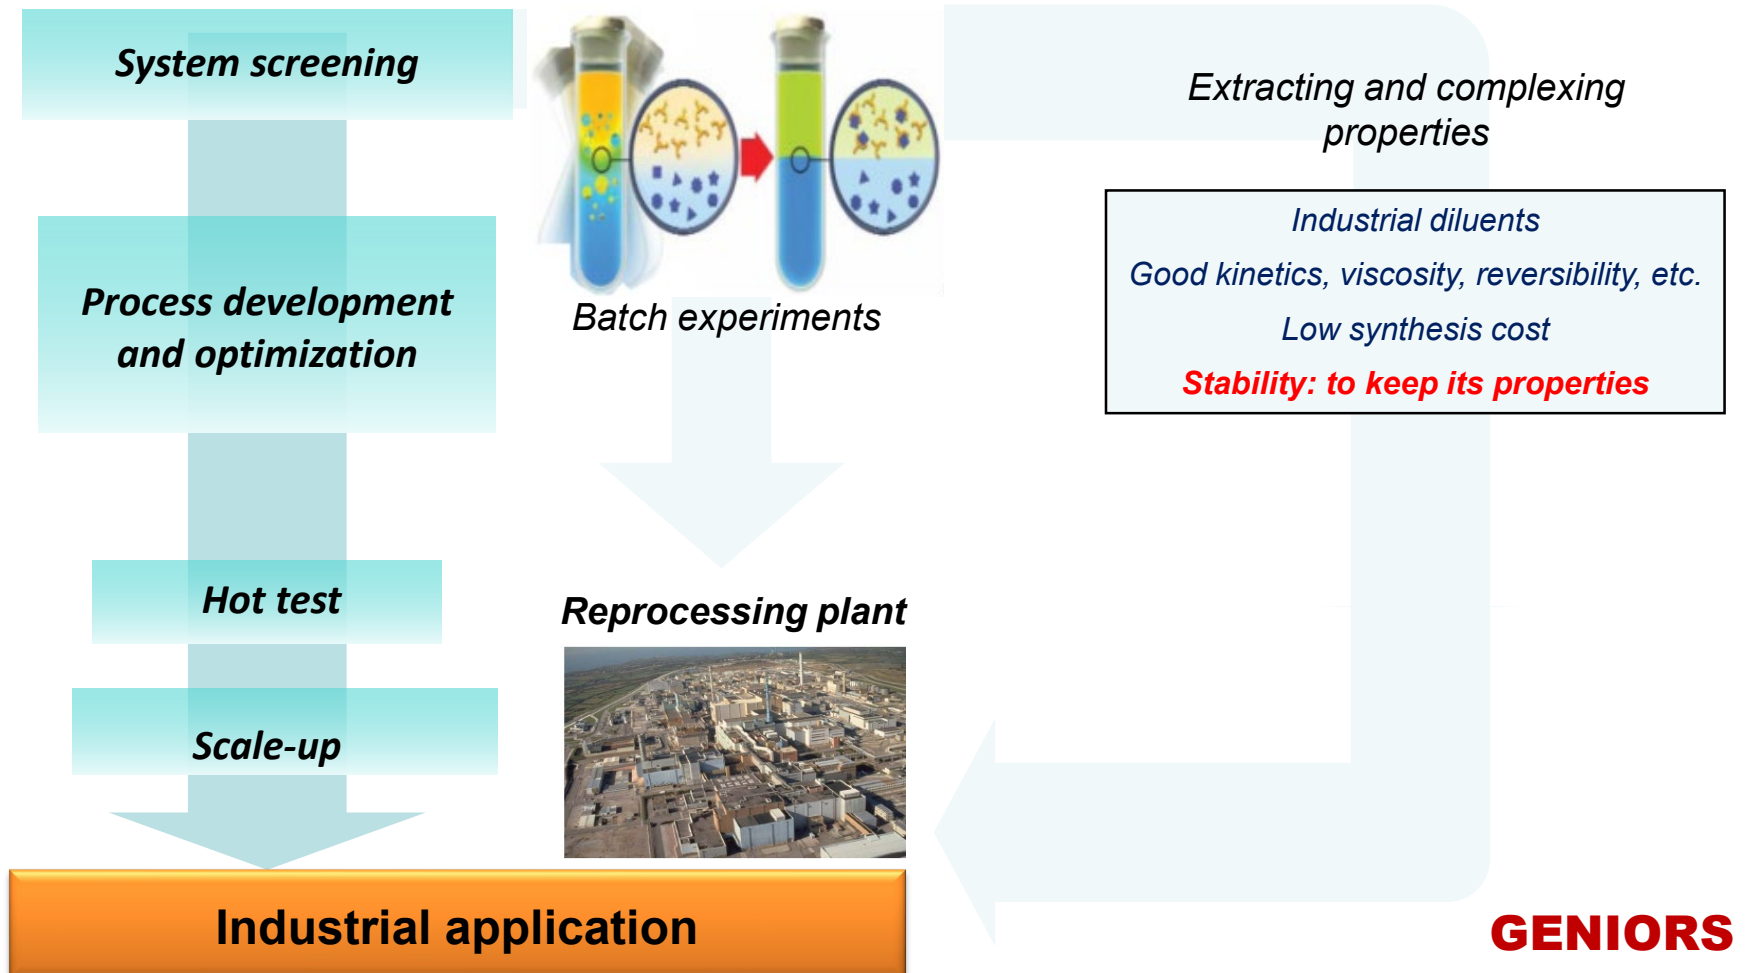 System screening
Process development
and optimization
Hot test
Scale-up
Industrial application
Batch experiments
Reprocessing plant
Extracting and complexing
properties
Industrial diluents
Good kinetics, viscosity, reversibility, etc.
Low synthesis cost
Stability: to keep its properties
GENIORS